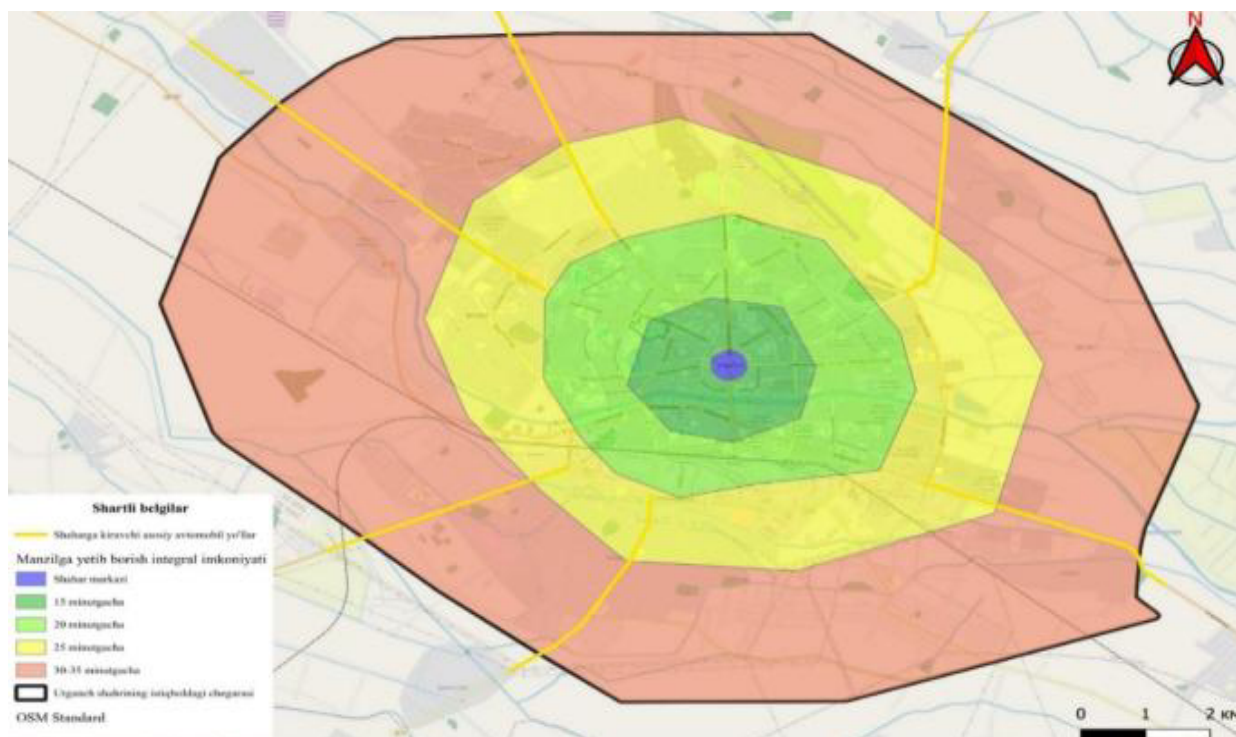 N
Shartli belgilar
Shaharga kiruvchi asosiy avtomobil yo'llar
Manzilga yetib borish integral imkoniyati
Shahar markazi
15 minutgacha
20 minutgacha
25 minutgacha
30-35 minutgacha
Urganch shahrining istiqboldagi chegarasi
OSM Standard
0 1 2 KM